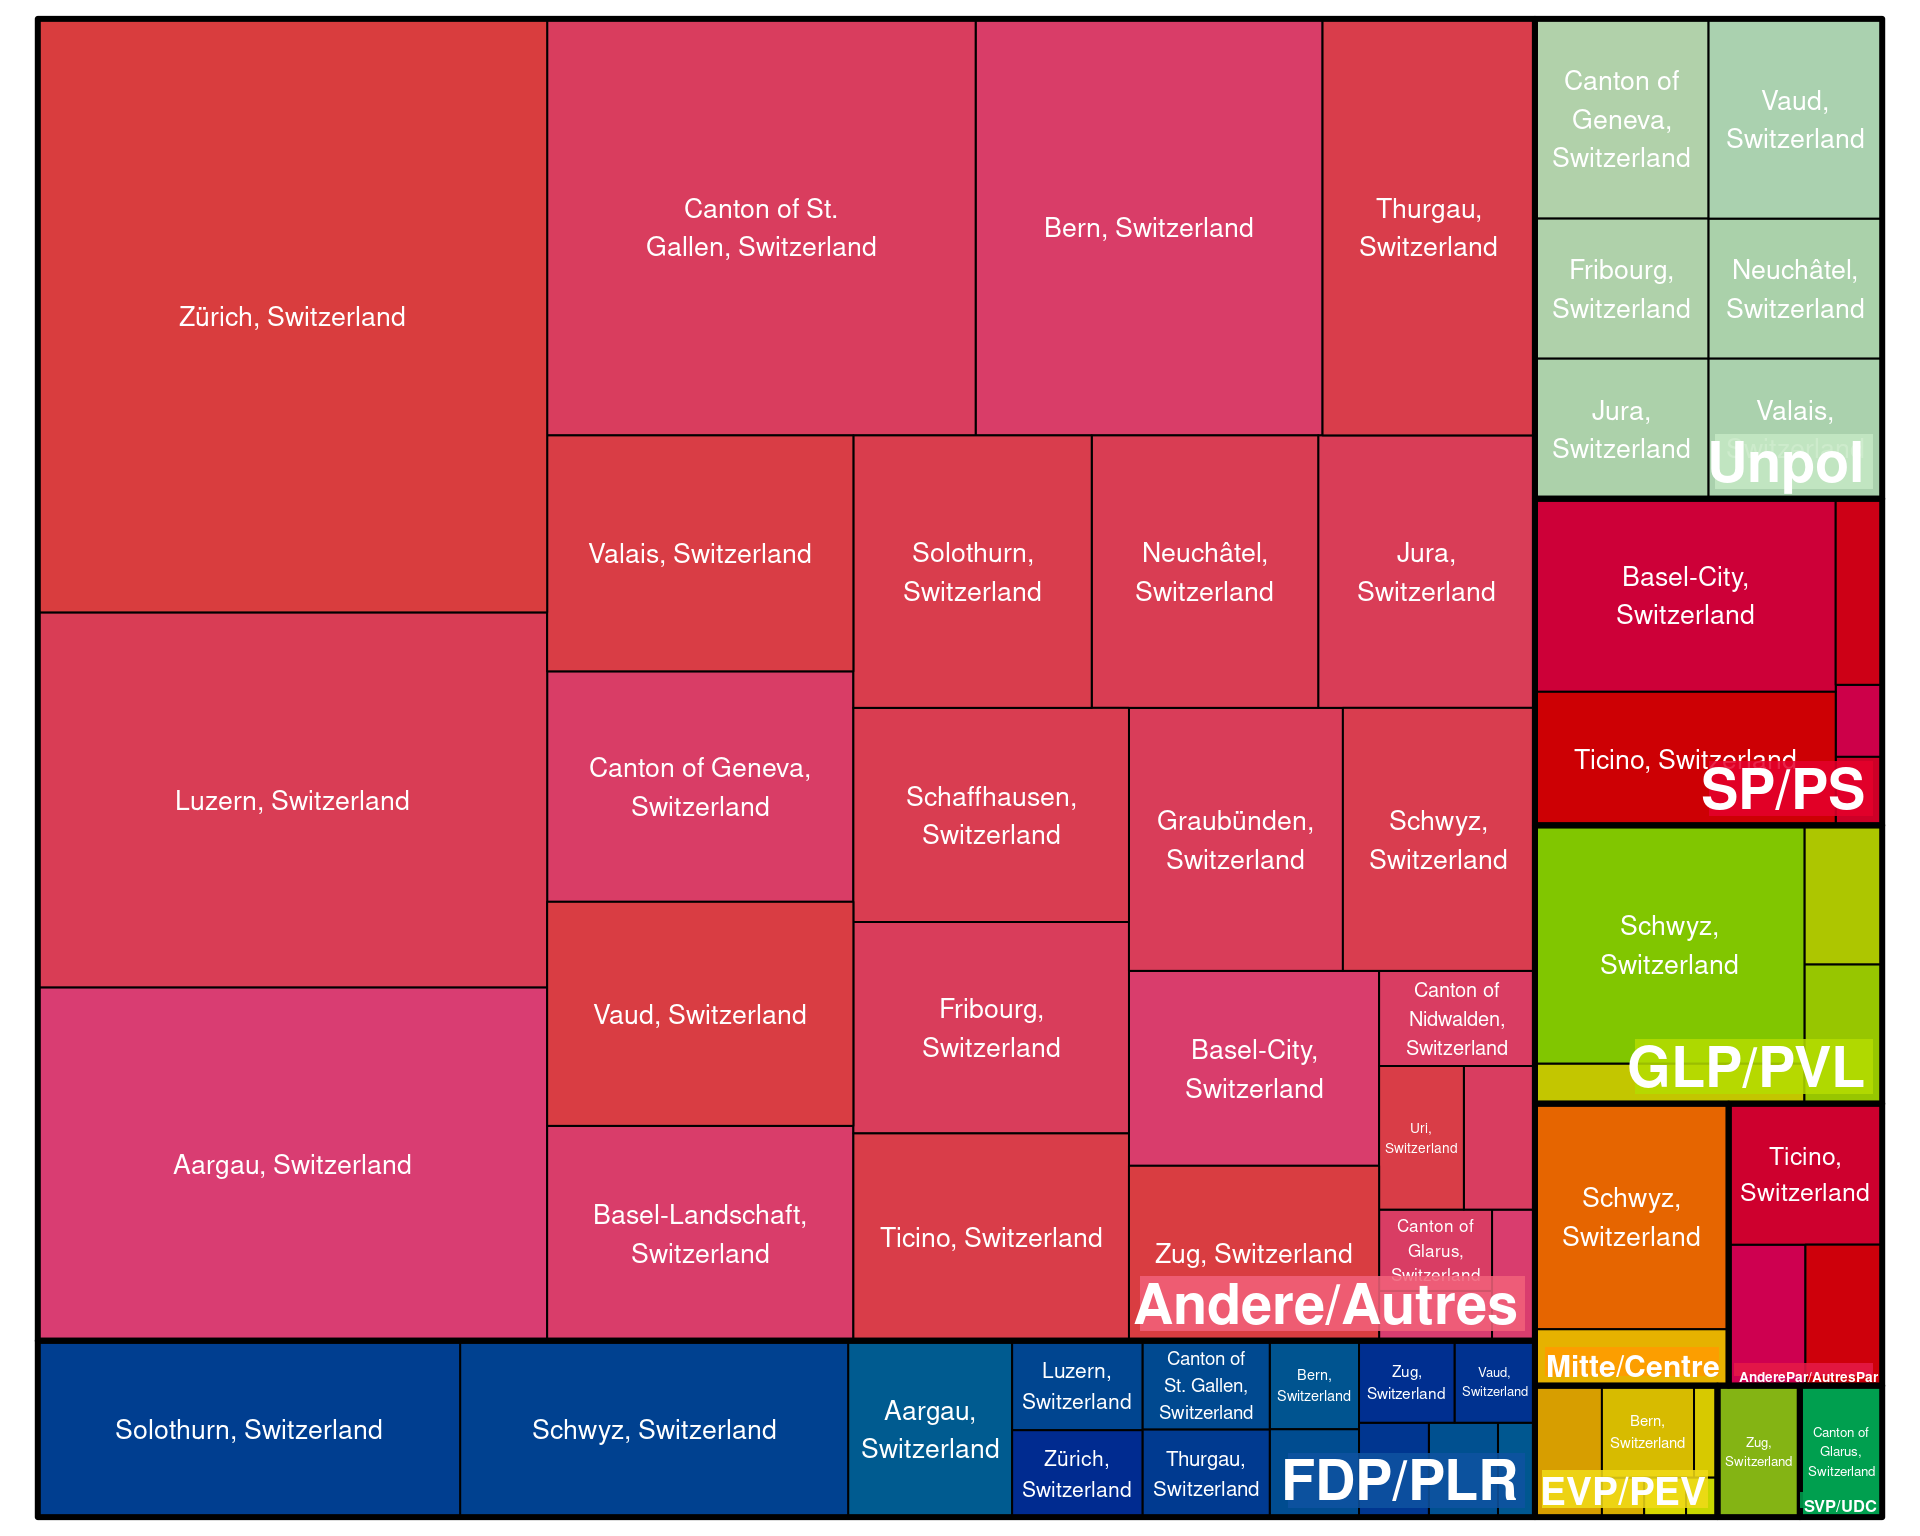 Zürich, Switzerland
Luzern, Switzerland
Aargau, Switzerland
Canton of St.
Gallen, Switzerland
Bern, Switzerland
Thurgau,
Switzerland
Valais, Switzerland
Canton of Geneva,
Switzerland
Vaud, Switzerland
Basel-Landschaft,
Switzerland
Solothurn,
Switzerland
Neuchâtel,
Switzerland
Jura,
Switzerland
Schaffhausen,
Switzerland
Fribourg,
Switzerland
Ticino, Switzerland
Graubünden,
Switzerland
Schwyz,
Switzerland
Basel-City,
Switzerland
Zug, Switzerland
Canton of
Nidwalden,
Switzerland
Uri,
Switzerland
Canton of
Glarus,
Switzerland
Andere/Autres
Solothurn, Switzerland
Schwyz, Switzerland
Aargau,
Switzerland
Luzern,
Switzerland
Zürich,
Switzerland
Canton of
St. Gallen,
Switzerland
Thurgau,
Switzerland
Bern,
Switzerland
Zug,
Switzerland
Vaud,
Switzerland
FDP/PLR
Canton of
Geneva,
Switzerland
Vaud,
Switzerland
Fribourg,
Switzerland
Neuchâtel,
Switzerland
Jura,
Switzerland
Valais,
Switzerland
Unpol
Basel-City,
Switzerland
Ticino, Switzerland
SP/PS
Schwyz,
Switzerland
GLP/PVL
Schwyz,
Switzerland
Mitte/Centre
Ticino,
Switzerland
AnderePar/AutresPar
Bern,
Switzerland
EVP/PEV
Zug,
Switzerland
Canton of
Glarus,
Switzerland
SVP/UDC